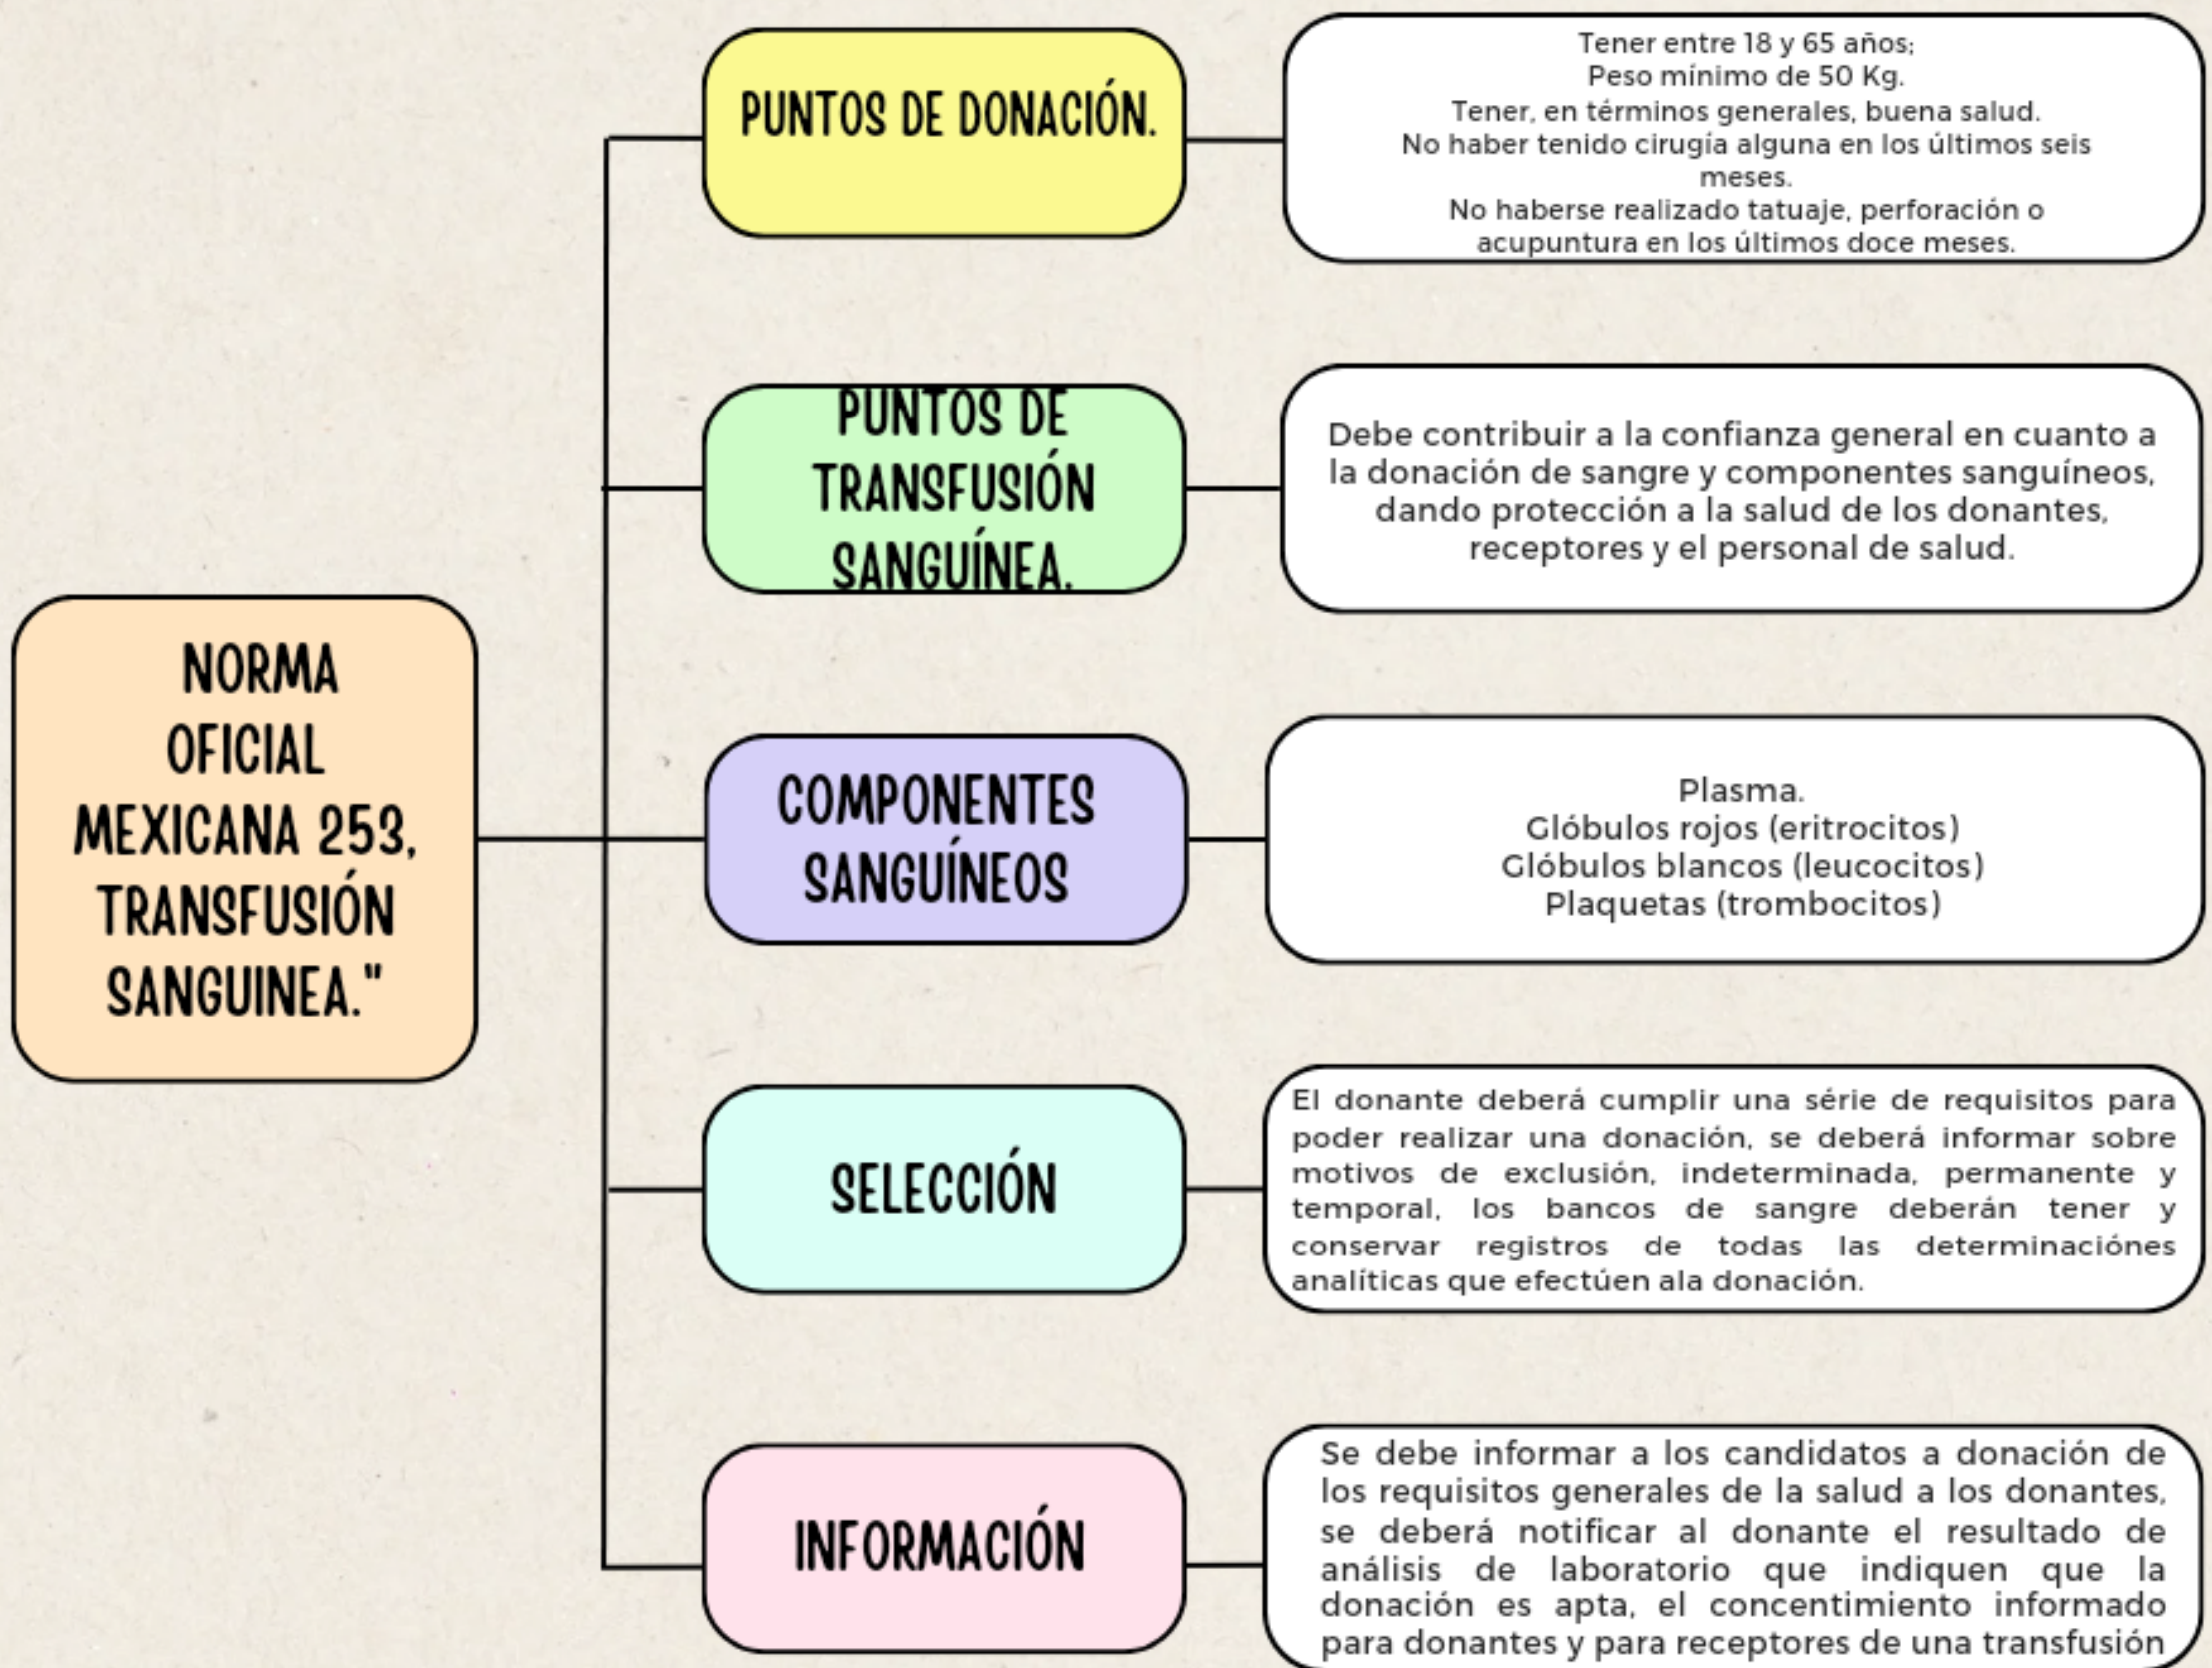 PUNTOS DE DONACIÓN.
Tener entre 18 y 65 años;
Peso mínimo de 50 Kg.
Tener, en términos generales, buena salud.
No haber tenido cirugía alguna en los últimos seis
meses.
No haberse realizado tatuaje, perforación o
acupuntura en los últimos doce meses.
PUNTOS DE
TRANSFUSIÓN
SANGUÍNEA.
Debe contribuir a la confianza general en cuanto a
la donación de sangre y componentes sanguíneos,
dando protección a la salud de los donantes,
receptores y el personal de salud.
NORMA
OFICIAL
MEXICANA 253,
TRANSFUSIÓN
SANGUINEA."
COMPONENTES
SANGUÍNEOS
Plasma.
Glóbulos rojos (eritrocitos)
Glóbulos blancos (leucocitos)
Plaquetas (trombocitos)
SELECCIÓN
El donante deberá cumplir una série de requisitos para
poder realizar una donación, se deberá informar sobre
motivos de exclusión, indeterminada, permanente y
temporal, los bancos de sangre deberán tener y
conservar registros de todas las determinaciónes
analíticas que efectúen ala donación.
INFORMACIÓN
Se debe informar a los candidatos a donación de
los requisitos generales de la salud a los donantes,
se deberá notificar al donante el resultado de
análisis de laboratorio que indiquen que la
donación es apta, el concentimiento informado
para donantes y para receptores de una transfusión